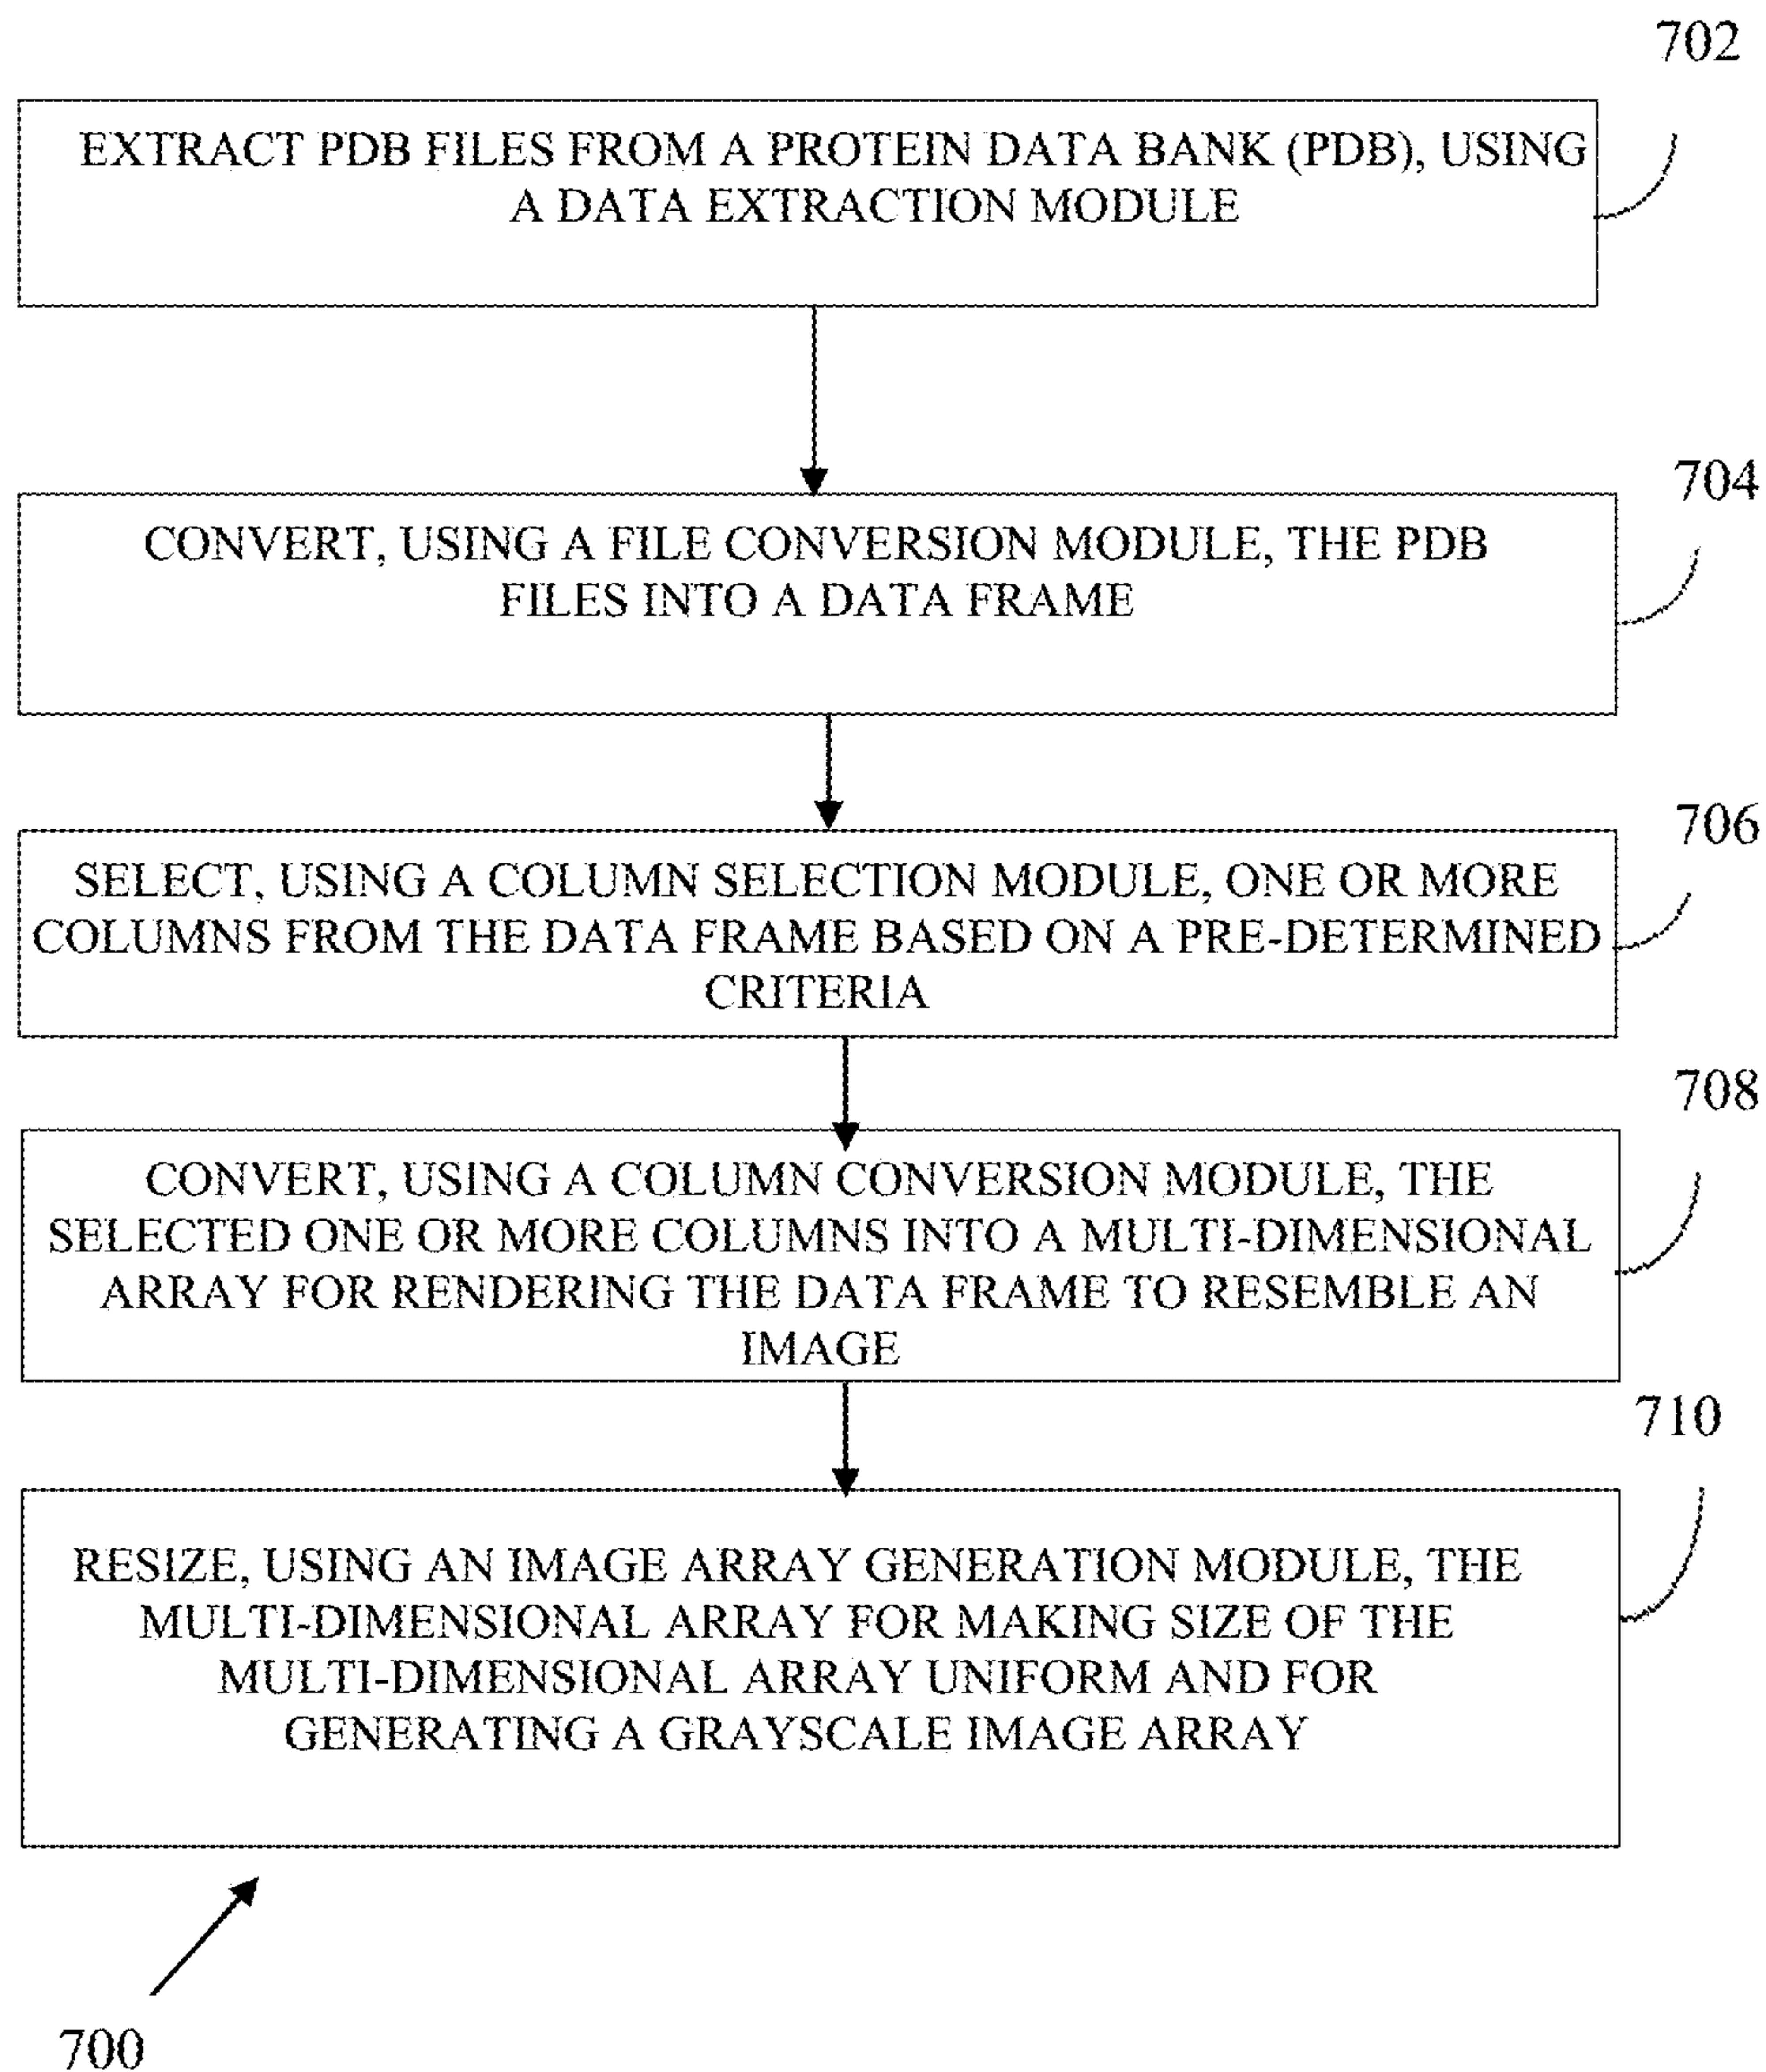 702
EXTRACT PDB FILES FROM A PROTEIN DATA BANK (PDB), USING
A DATA EXTRACTION MODULE
704
CONVERT, USING A FILE CONVERSION MODULE, THE PDB
FILES INTO A DATA FRAME
706
SELECT, USING A COLUMN SELECTION MODULE, ONE OR MORE
COLUMNS FROM THE DATA FRAME BASED ON A PRE-DETERMINED
CRITERIA
708
CONVERT, USING A COLUMN CONVERSION MODULE, THE
SELECTED ONE OR MORE COLUMNS INTO A MULTI-DIMENSIONAL
ARRAY FOR RENDERING THE DATA FRAME TO RESEMBLE AN
IMAGE
710
RESIZE, USING AN IMAGE ARRAY GENERATION MODULE, THE
MULTI-DIMENSIONAL ARRAY FOR MAKING SIZE OF THE
MULTI-DIMENSIONAL ARRAY UNIFORM AND FOR
GENERATING A GRAYSCALE IMAGE ARRAY
700